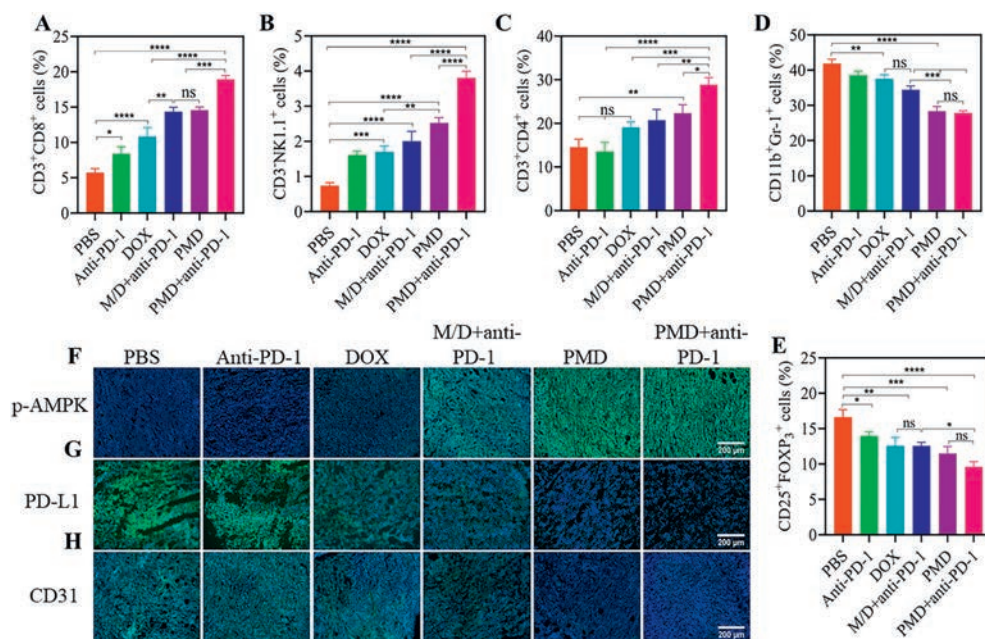 A
CD3+CD8+ cells (%)
25
20
15
10
5
0
****
****
***
****
**
ns
*
PBS
Anti-PD-1
DOX
M/D+anti-PD-1
PMD
PMD+anti-PD-1
B
CD3-NK1.1+ cells (%)
6
4
2
0
****
****
****
****
**
****
***
PBS
Anti-PD-1
DOX
M/D+anti-PD-1
PMD
PMD+anti-PD-1
C
CD3+CD4+ cells (%)
40
30
20
10
0
****
***
**
*
**
ns
PBS
Anti-PD-1
DOX
M/D+anti-PD-1
PMD
PMD+anti-PD-1
D
CD11b+Gr-1+ cells (%)
50
40
30
20
10
0
****
**
ns
***
ns
PBS
Anti-PD-1
DOX
M/D+anti-PD-1
PMD
PMD+anti-PD-1
F
PBS
Anti-PD-1
DOX
M/D+anti-
PD-1
PMD
PMD+anti-
PD-1
p-AMPK
200 μm
G
PD-L1
200 μm
H
CD31
200 μm
E
CD25+FOXP3+ cells (%)
25
20
15
10
5
0
****
***
**
*
ns
*
ns
PBS
Anti-PD-1
DOX
M/D+anti-PD-1
PMD
PMD+anti-PD-1